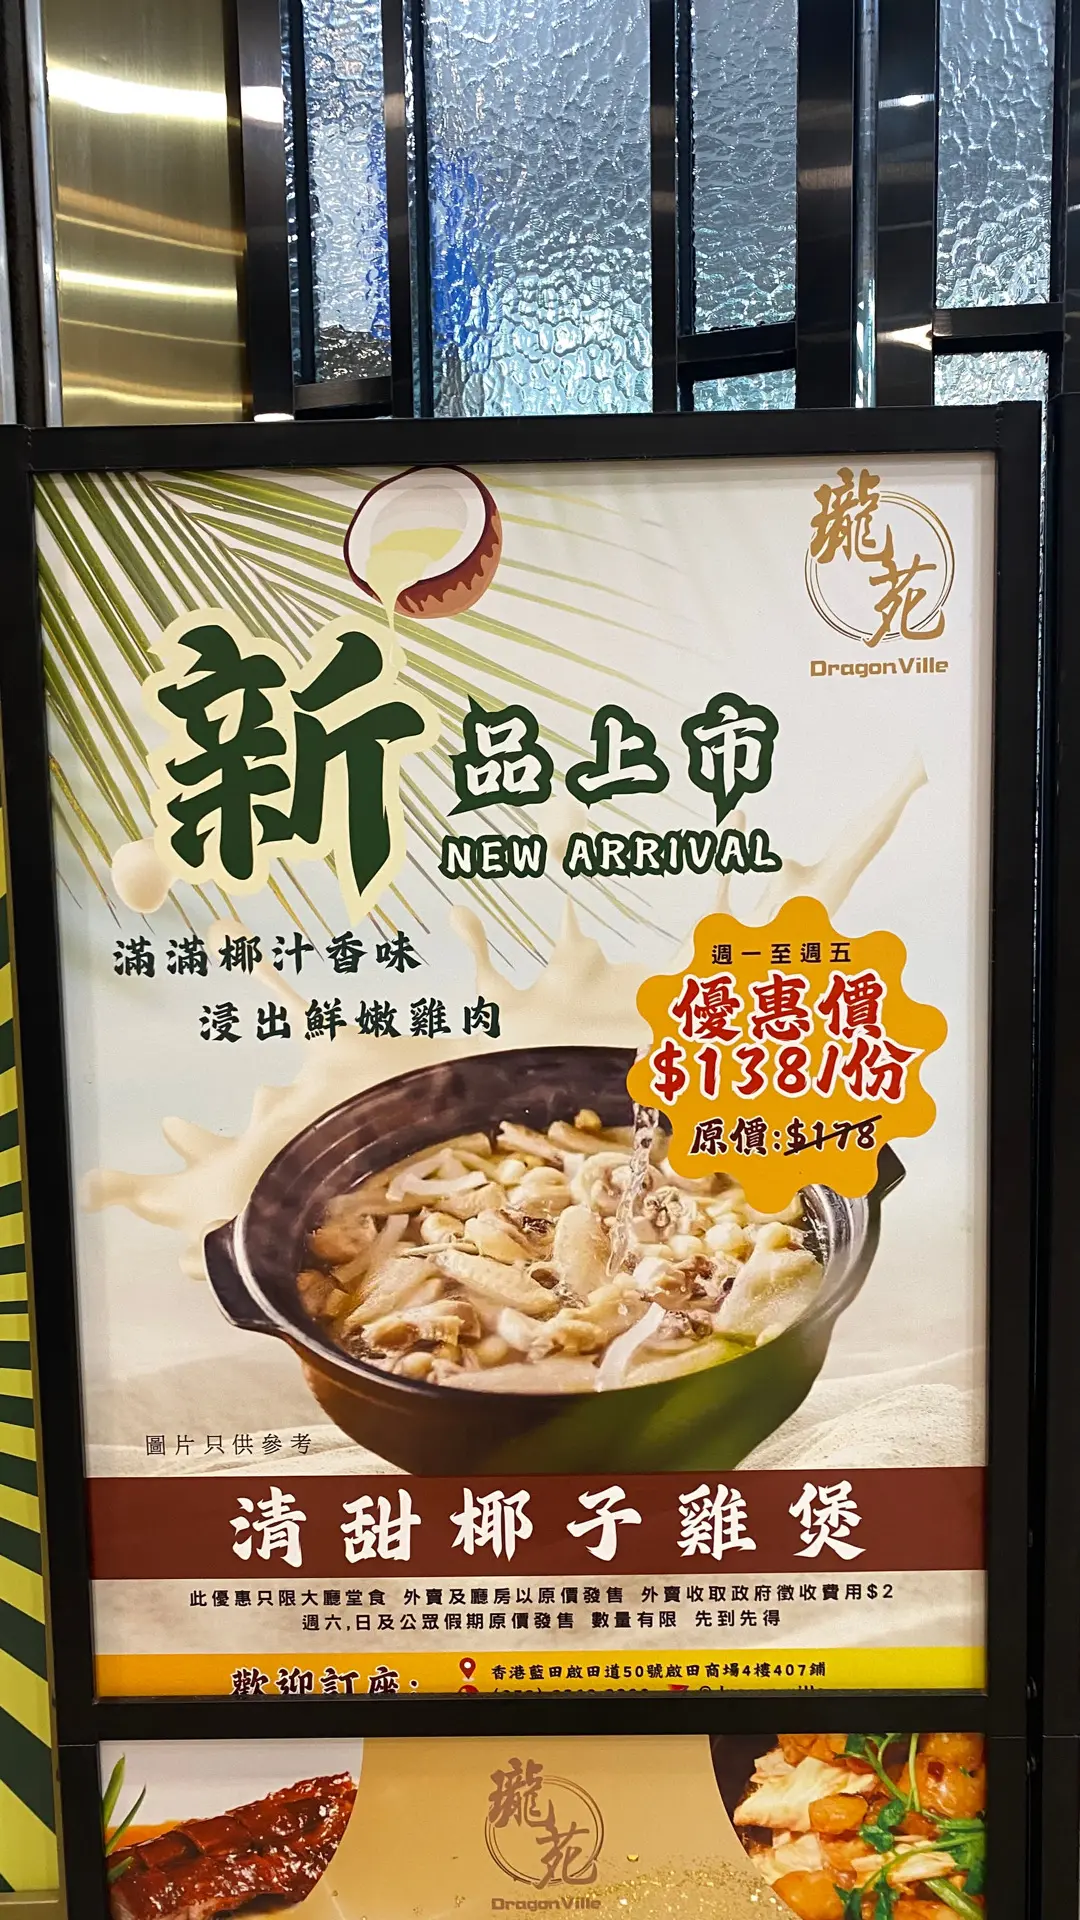 瓏苑
DragonVille
新品上市
NEW ARRIVAL
滿滿椰汁香味
浸出鮮嫩雞肉
週一至週五
優惠價
$138/份
原價:$178
圖片只供參考
清甜椰子雞煲
此優惠只限大廳堂食 外賣及廳房以原價發售 外賣收取政府徵收費用$2
週六,日及公眾假期原價發售 數量有限 先到先得
歡迎訂座:
香港藍田啟田道50號啟田商場4樓407舖
瓏苑
DragonVille